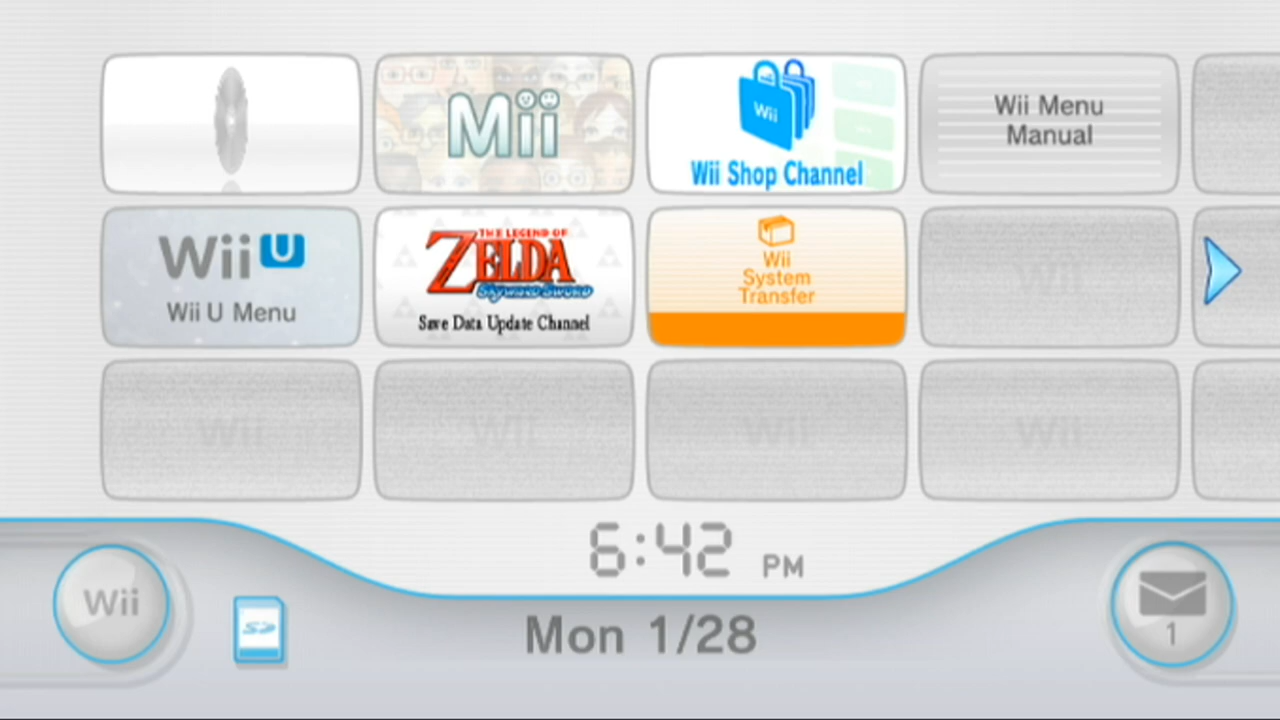 Mii
Wii
Wii Shop Channel
Wii Menu
Manual
Wii U
Wii U Menu
THE LEGEND OF
ZELDA
Skyward Sword
Save Data Update Channel
Wii
System
Transfer
Wii
Wii
Wii
Wii
Wii
6:42 PM
Wii
SD
Mon 1/28
1